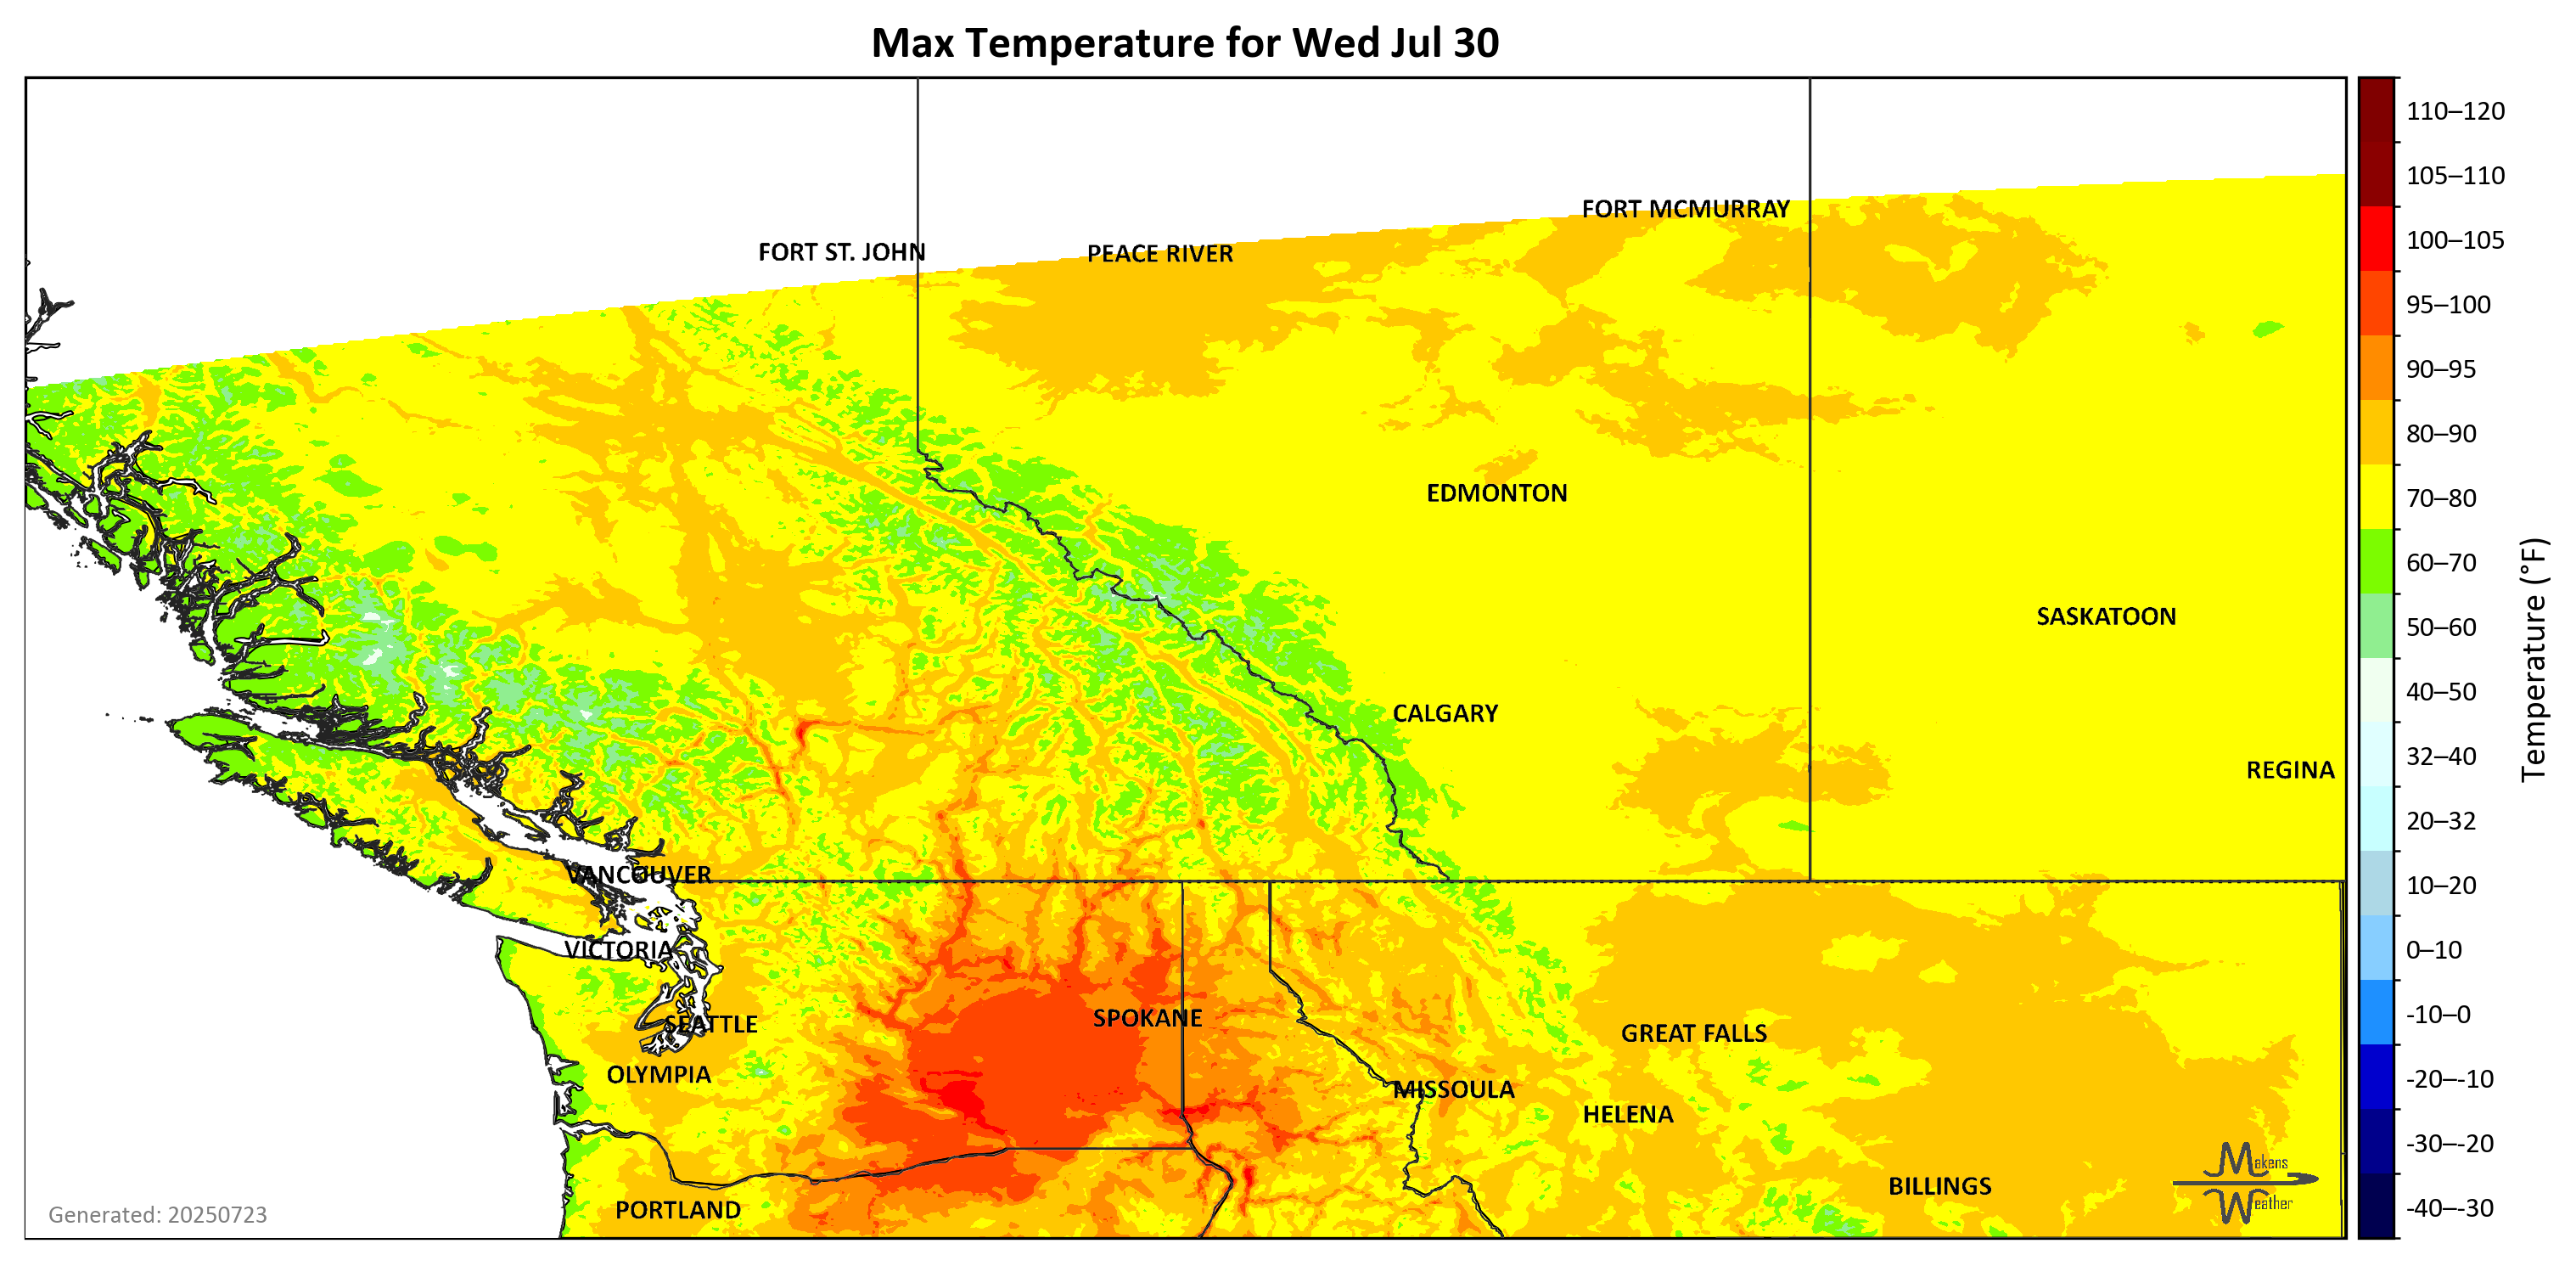 Max Temperature for Wed Jul 30
FORT MCMURRAY
FORT ST. JOHN
PEACE RIVER
EDMONTON
SASKATOON
CALGARY
REGINA
VANCOUVER
VICTORIA
SEATTLE
SPOKANE
GREAT FALLS
OLYMPIA
MISSOULA
HELENA
BILLINGS
PORTLAND
Makens
Weather
Generated: 20250723
110–120
105–110
100–105
95–100
90–95
80–90
70–80
60–70
50–60
40–50
32–40
20–32
10–20
0–10
-10–0
-20–-10
-30–-20
-40–-30
Temperature (°F)